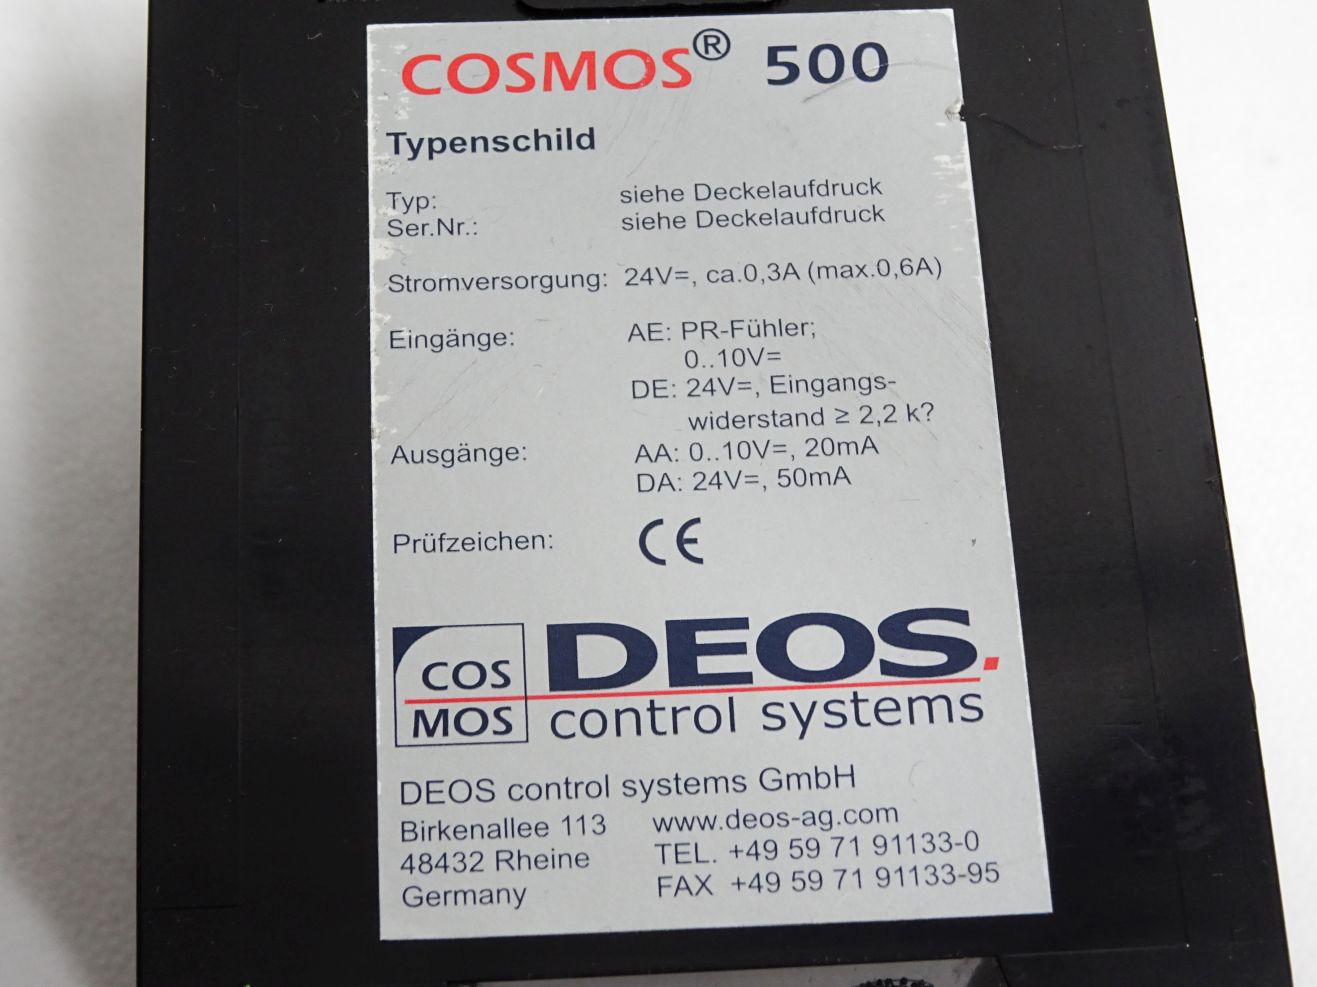 COSMOS® 500
Typenschild
Typ: siehe Deckelaufdruck
Ser.Nr.: siehe Deckelaufdruck
Stromversorgung: 24V=, ca.0,3A (max.0,6A)
Eingänge: AE: PR-Fühler;
0..10V=
DE: 24V=, Eingangs-
widerstand ≥ 2,2 k?
Ausgänge: AA: 0..10V=, 20mA
DA: 24V=, 50mA
Prüfzeichen: CE
COS
MOS
DEOS.
control systems
DEOS control systems GmbH
Birkenallee 113 www.deos-ag.com
48432 Rheine TEL. +49 59 71 91133-0
Germany FAX +49 59 71 91133-95